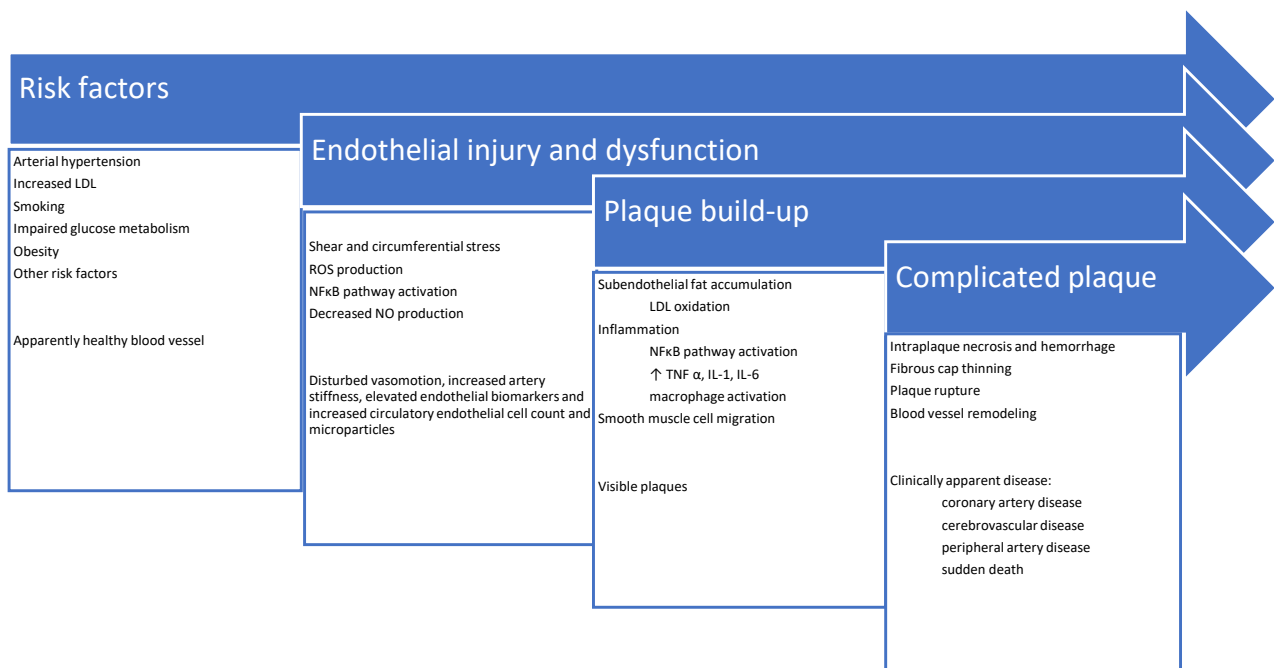 Risk factors
Arterial hypertension
Increased LDL
Smoking
Impaired glucose metabolism
Obesity
Other risk factors
Apparently healthy blood vessel
Endothelial injury and dysfunction
Shear and circumferential stress
ROS production
NFκB pathway activation
Decreased NO production
Disturbed vasomotion, increased artery
stiffness, elevated endothelial biomarkers and
increased circulatory endothelial cell count and
microparticles
Plaque build-up
Subendothelial fat accumulation
LDL oxidation
Inflammation
NFκB pathway activation
↑ TNF α, IL-1, IL-6
macrophage activation
Smooth muscle cell migration
Visible plaques
Complicated plaque
Intraplaque necrosis and hemorrhage
Fibrous cap thinning
Plaque rupture
Blood vessel remodeling
Clinically apparent disease:
coronary artery disease
cerebrovascular disease
peripheral artery disease
sudden death